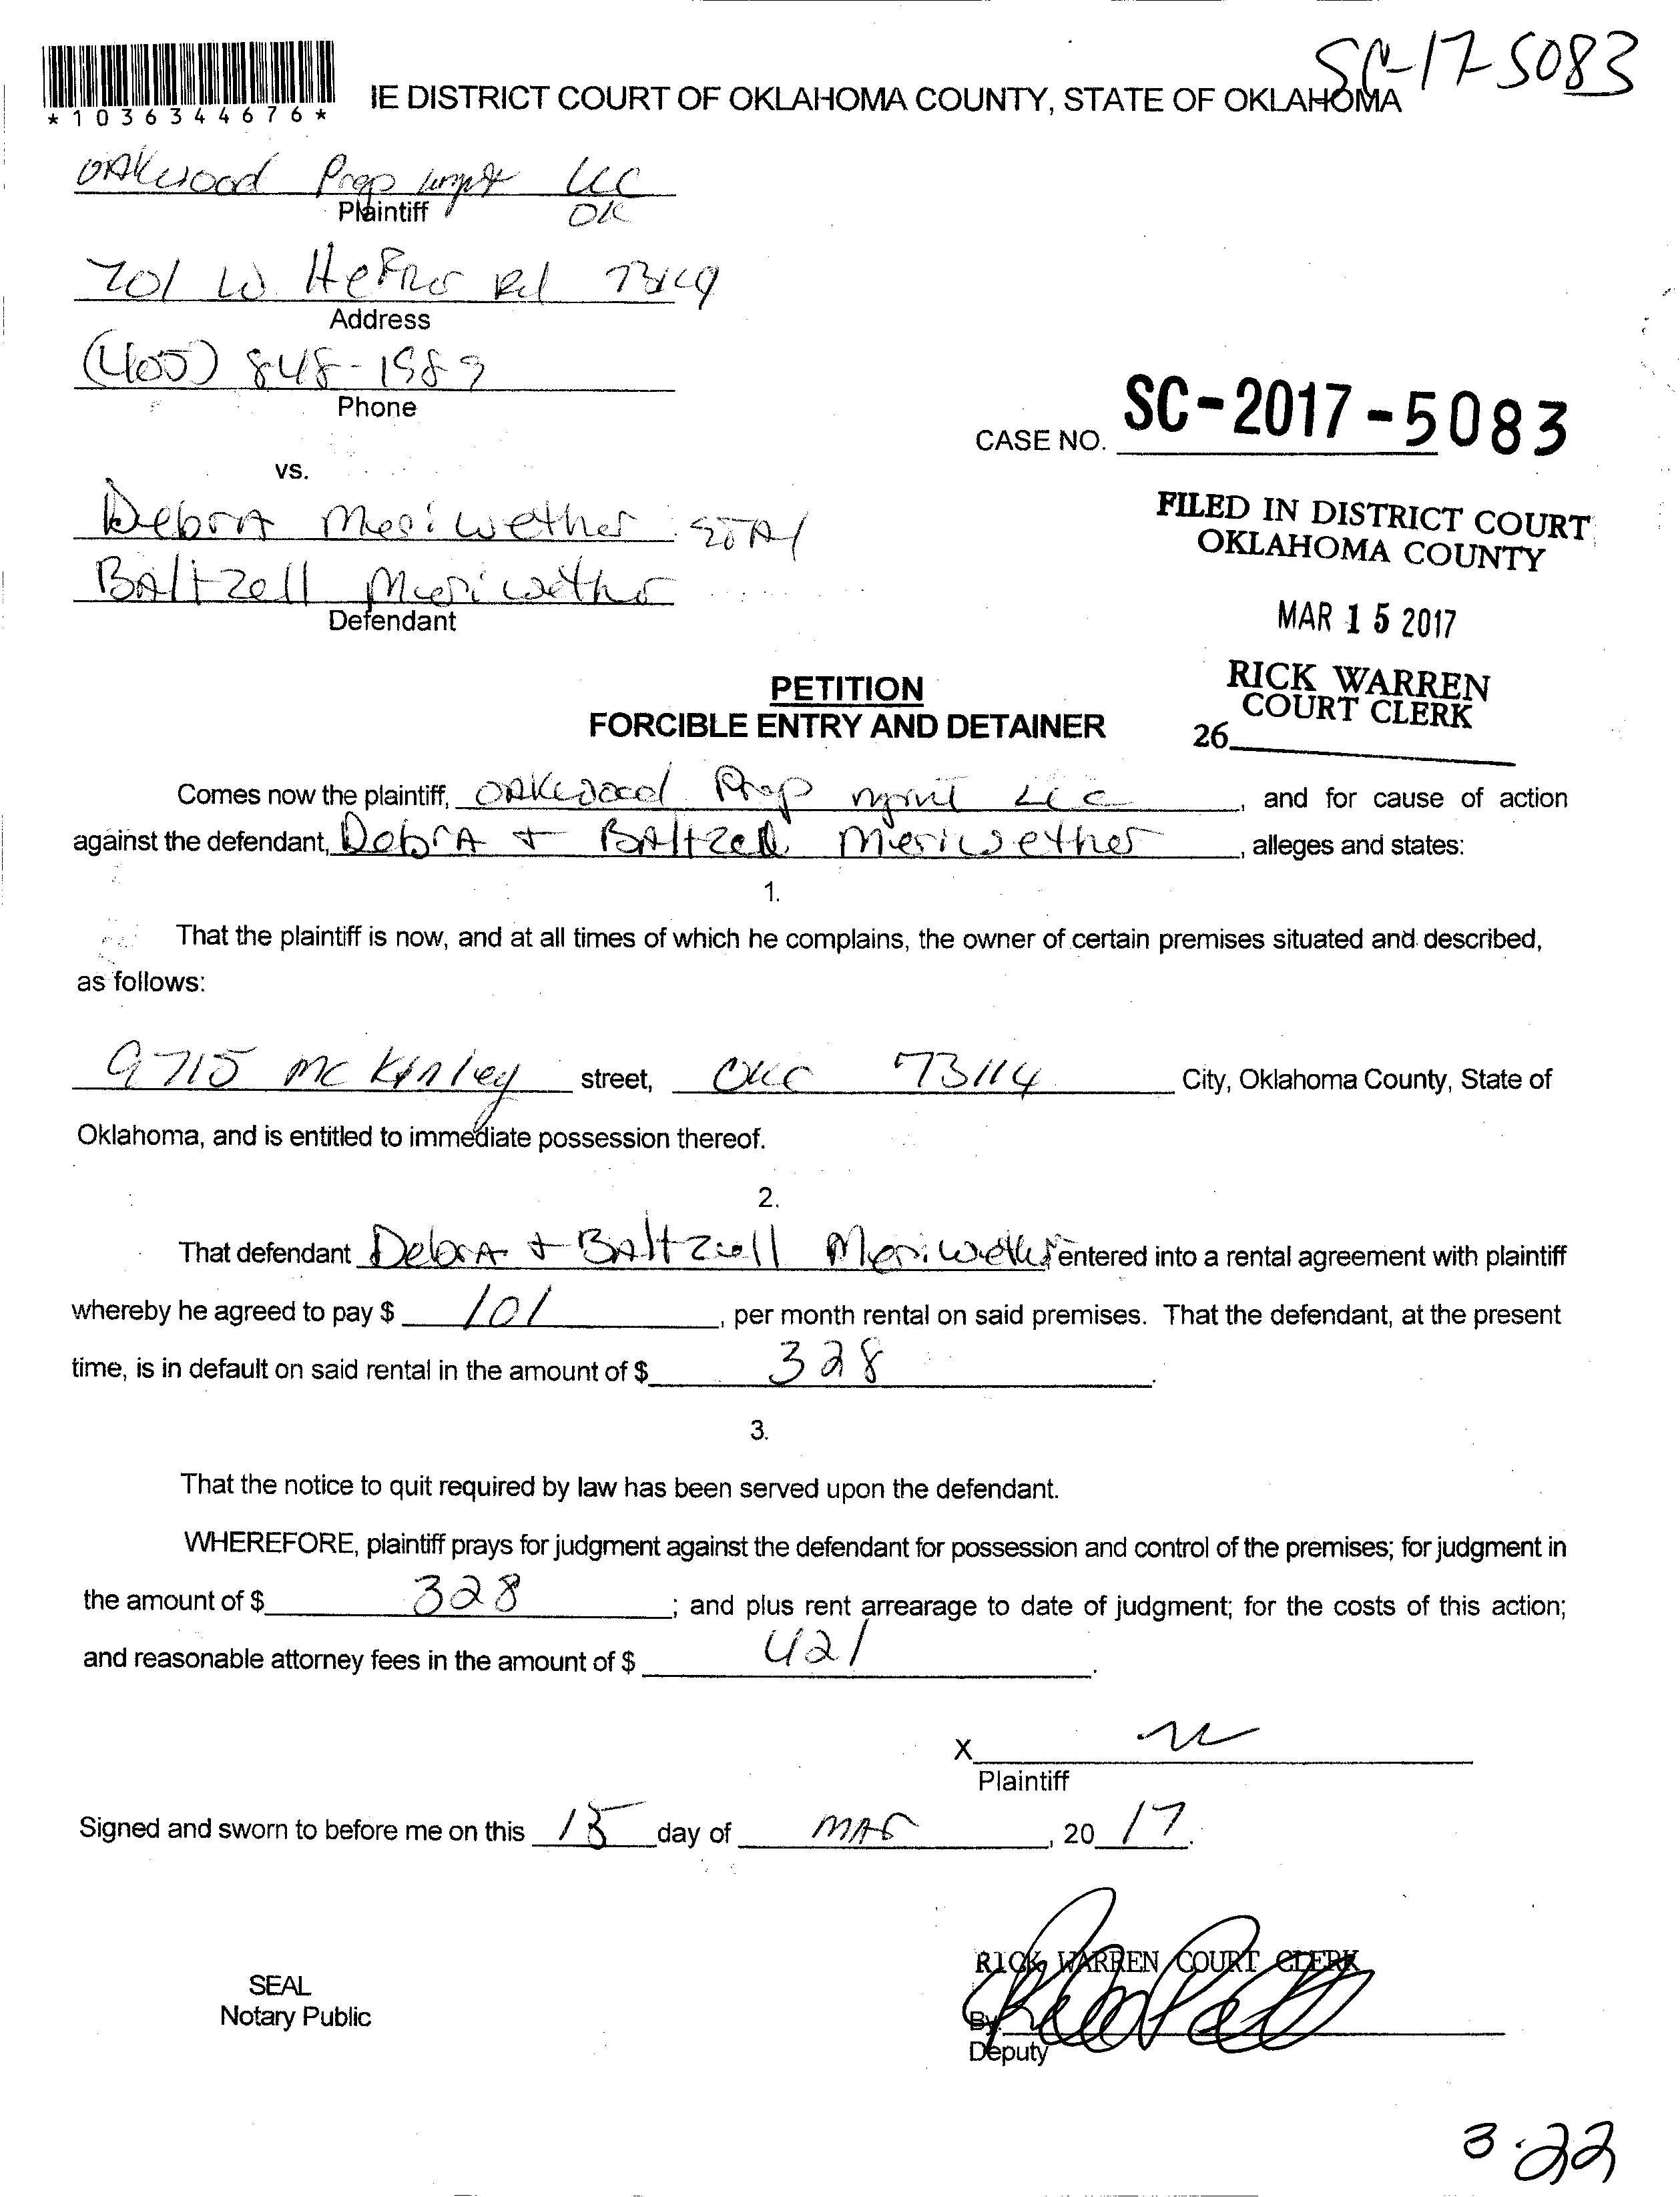 SC-17-5083
*1036344676*
IE DISTRICT COURT OF OKLAHOMA COUNTY, STATE OF OKLAHOMA
OAKwood Prop mgmt LLC
Plaintiff OK
701 W Hefner Rd
Address
(405) 848-1989
Phone
CASE NO. SC-2017-5083
vs.
DebrA Meriwether
BAltzell Meriwether
Defendant
FILED IN DISTRICT COURT
OKLAHOMA COUNTY
MAR 15 2017
RICK WARREN
COURT CLERK
26
PETITION
FORCIBLE ENTRY AND DETAINER
Comes now the plaintiff, OAKwood Prop mgmt LLC, and for cause of action
against the defendant, DebrA + BAltzell Meriwether, alleges and states:
1.
That the plaintiff is now, and at all times of which he complains, the owner of certain premises situated and described,
as follows:
9715 McKinley street, OKC 73114 City, Oklahoma County, State of
Oklahoma, and is entitled to immediate possession thereof.
2.
That defendant DebrA + BAltzell Meriwether entered into a rental agreement with plaintiff
whereby he agreed to pay $ 101, per month rental on said premises. That the defendant, at the present
time, is in default on said rental in the amount of $ 328.
3.
That the notice to quit required by law has been served upon the defendant.
WHEREFORE, plaintiff prays for judgment against the defendant for possession and control of the premises; for judgment in
the amount of $ 328; and plus rent arrearage to date of judgment; for the costs of this action;
and reasonable attorney fees in the amount of $ 421.
X
Plaintiff
Signed and sworn to before me on this 15 day of MAr, 20 17.
RICK WARREN COURT CLERK
SEAL
Notary Public
By
Deputy
3-22